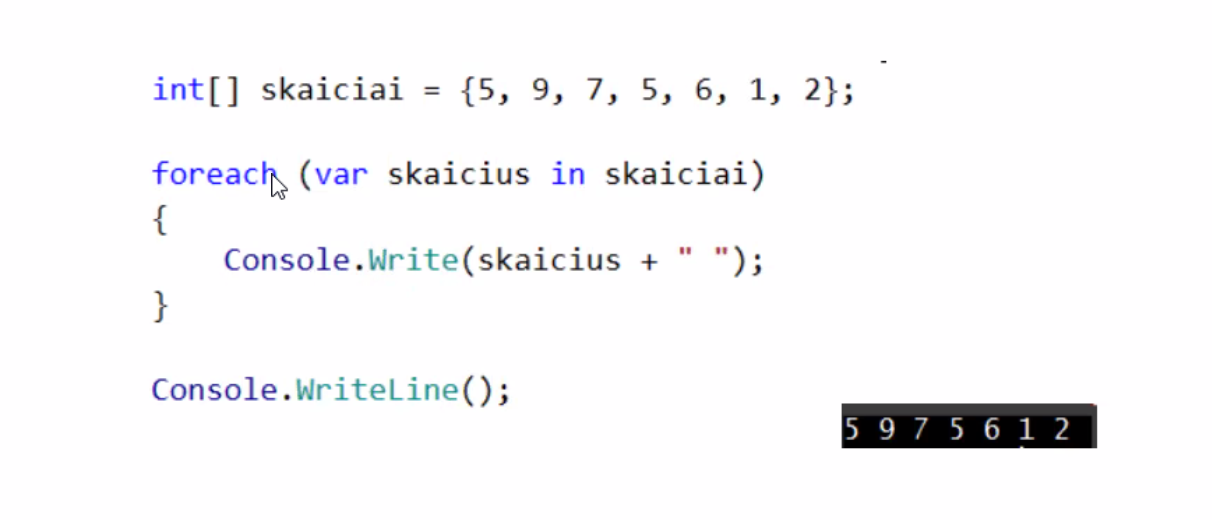 int[] skaiciai = {5, 9, 7, 5, 6, 1, 2};
foreach (var skaicius in skaiciai)
{
Console.Write(skaicius + " ");
}
Console.WriteLine();
5 9 7 5 6 1 2